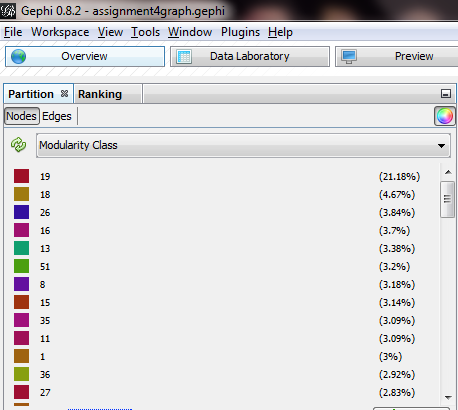 Gephi 0.8.2 - assignment4graph.gephi
File Workspace View Tools Window Plugins Help
Overview Data Laboratory Preview
Partition Ranking
Nodes Edges
Modularity Class
19 (21.18%)
18 (4.67%)
26 (3.84%)
16 (3.7%)
13 (3.38%)
51 (3.2%)
8 (3.18%)
15 (3.14%)
35 (3.09%)
11 (3.09%)
1 (3%)
36 (2.92%)
27 (2.83%)